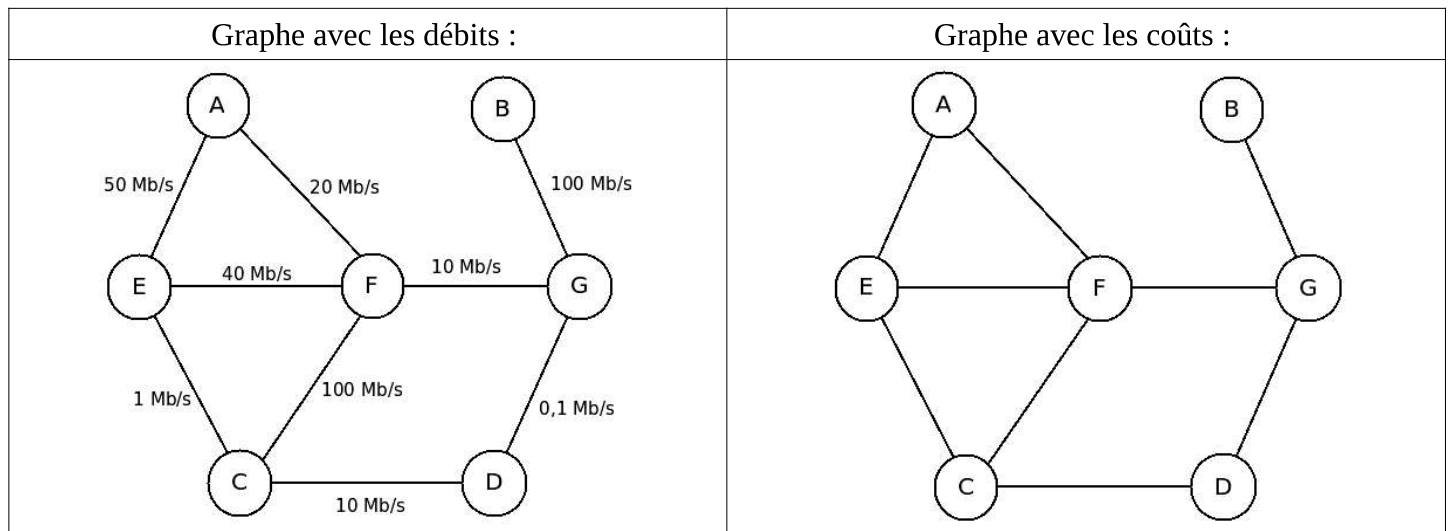 Graphe avec les débits :
Graphe avec les coûts :
A
B
50 Mb/s
20 Mb/s
100 Mb/s
E
40 Mb/s
F
10 Mb/s
G
1 Mb/s
100 Mb/s
0,1 Mb/s
C
10 Mb/s
D
A
B
E
F
G
C
D